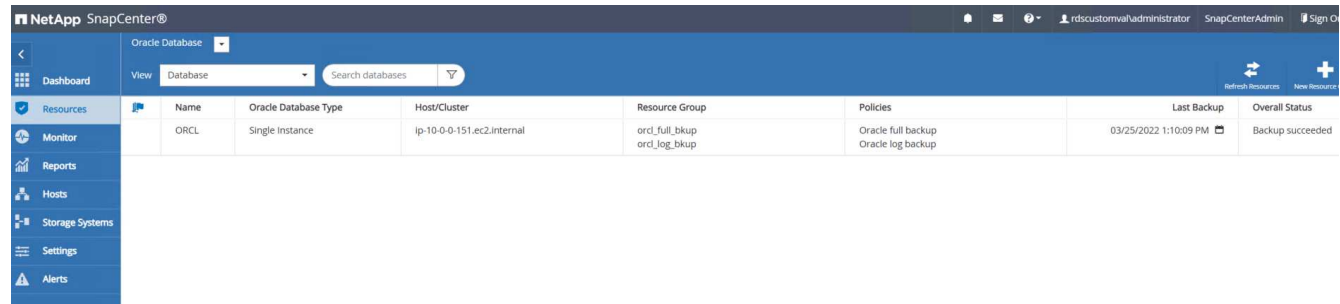 NetApp SnapCenter®
rdscustomval\administrator SnapCenterAdmin Sign O
Oracle Database
View Database Search databases
Refresh Resources New Resource
Dashboard
Resources
Monitor
Reports
Hosts
Storage Systems
Settings
Alerts
Name Oracle Database Type Host/Cluster Resource Group Policies Last Backup Overall Status
ORCL Single Instance ip-10-0-0-151.ec2.internal orcl_full_bkup Oracle full backup 03/25/2022 1:10:09 PM Backup succeeded
orcl_log_bkup Oracle log backup